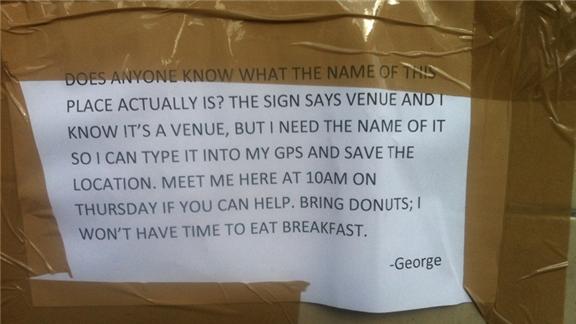 DOES ANYONE KNOW WHAT THE NAME OF THIS
PLACE ACTUALLY IS? THE SIGN SAYS VENUE AND I
KNOW IT'S A VENUE, BUT I NEED THE NAME OF IT
SO I CAN TYPE IT INTO MY GPS AND SAVE THE
LOCATION. MEET ME HERE AT 10AM ON
THURSDAY IF YOU CAN HELP. BRING DONUTS; I
WON'T HAVE TIME TO EAT BREAKFAST.
-George